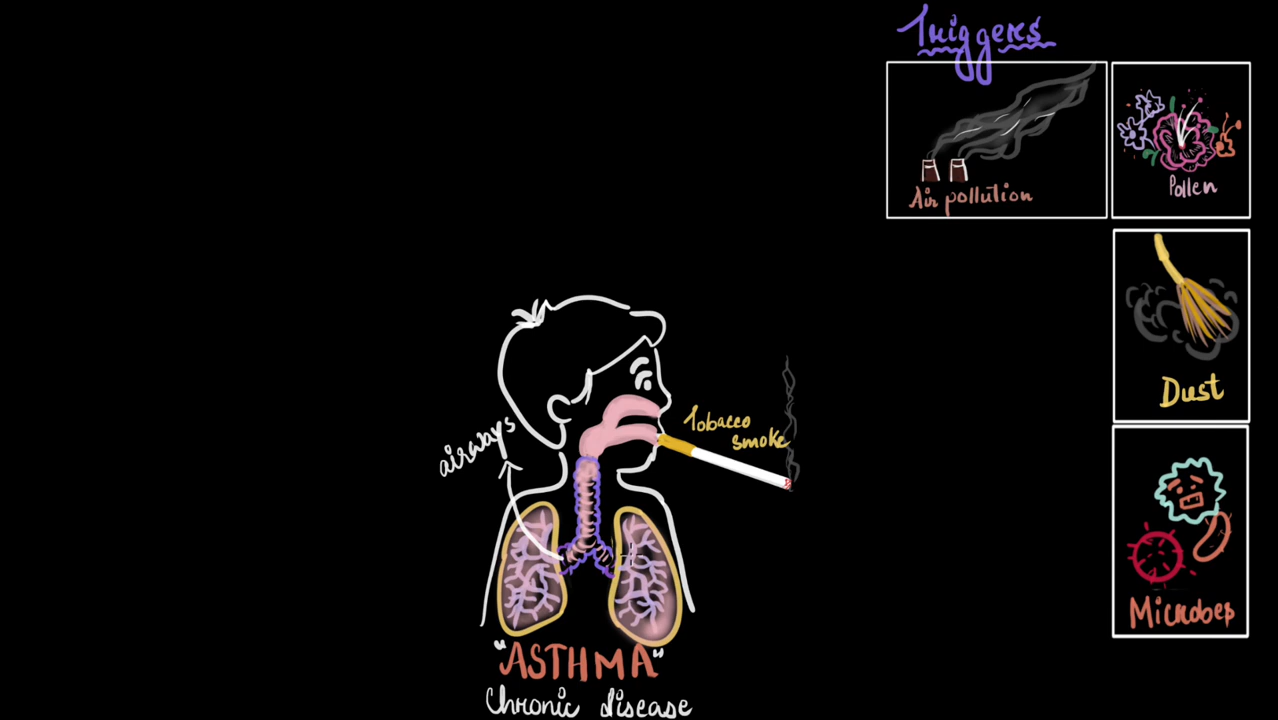 Triggers
Air pollution
Pollen
Dust
Tobacco
smoke
airways
Microbes
"ASTHMA"
Chronic disease